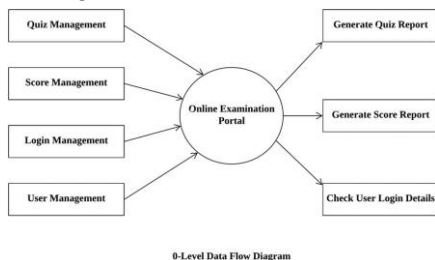 Quiz Management
Score Management
Login Management
User Management
Online Examination
Portal
Generate Quiz Report
Generate Score Report
Check User Login Details
0-Level Data Flow Diagram